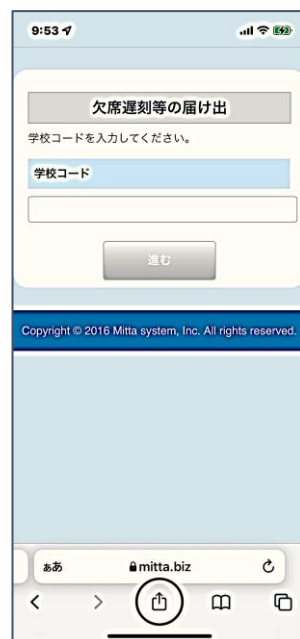 9:53
欠席遅刻等の届け出
学校コードを入力してください。
学校コード
進む
Copyright © 2016 Mitta system, Inc. All rights reserved.
ぁあ mitta.biz